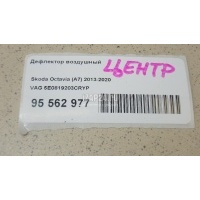 Дефлектор воздушный
ЦЕНТР
Skoda Octavia (A7) 2013-2020
VAG 5E0819203CRYP
95 562 977